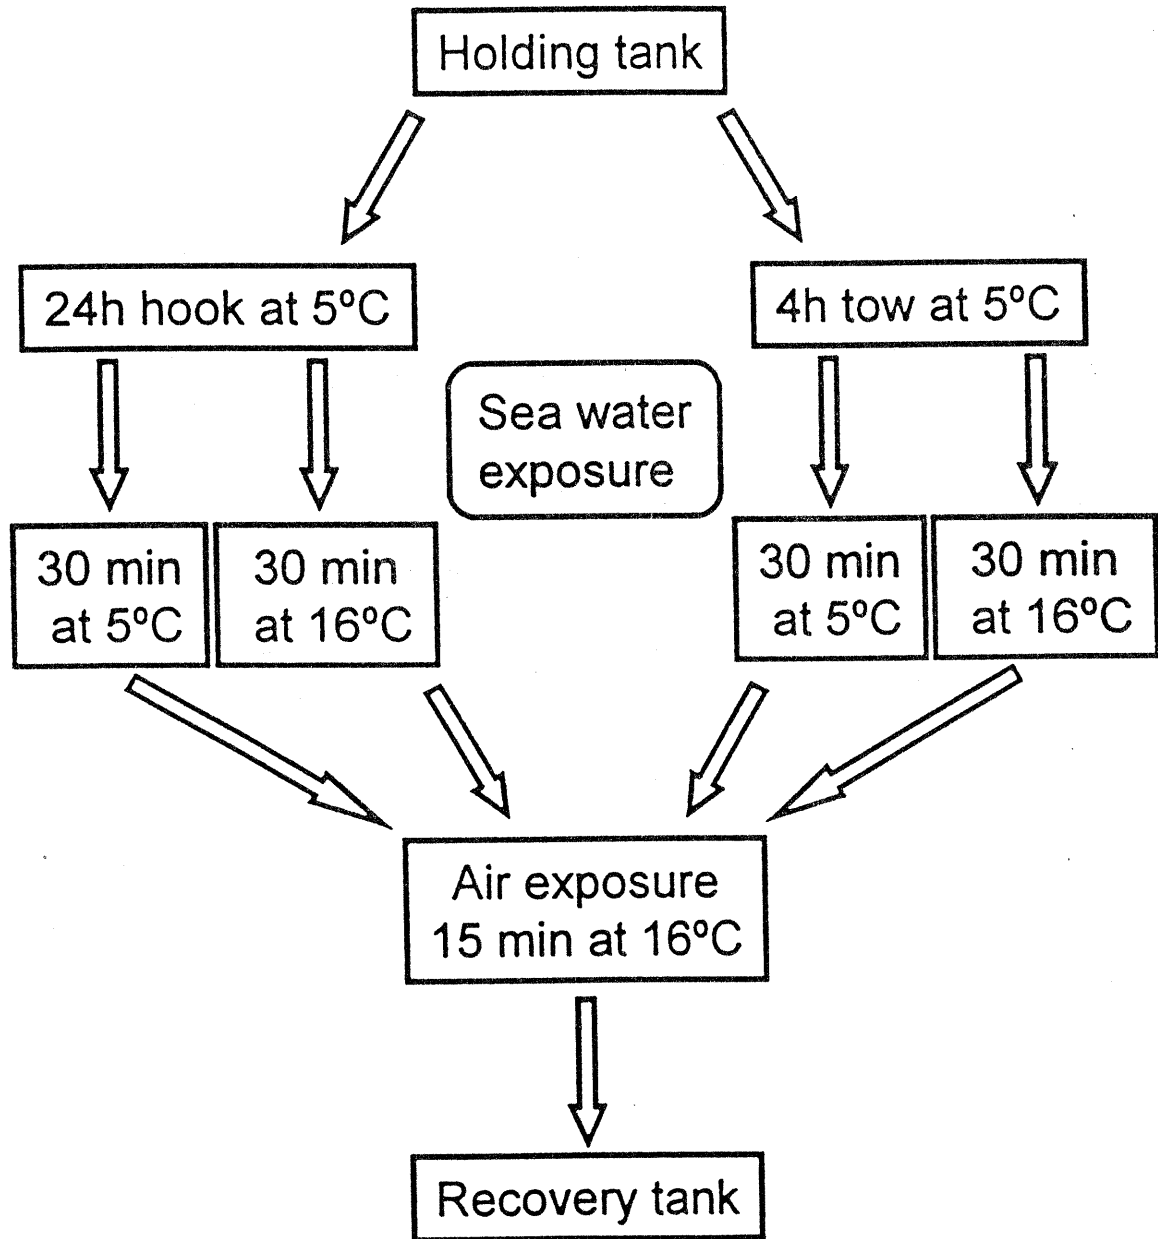 Holding tank
24h hook at 5ºC
4h tow at 5ºC
Sea water
exposure
30 min
at 5ºC
30 min
at 16ºC
30 min
at 5ºC
30 min
at 16ºC
Air exposure
15 min at 16ºC
Recovery tank